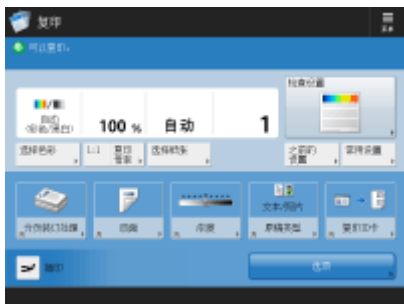 复印
可以复印。
检查设置
自动
(彩色/黑白)
100 %
自动
1
选择色彩
1:1
复印
倍率
选择纸张
之前的
设置
常用设置
文本/照片
分页装订处理
双面
浓度
原稿类型
复印ID卡
选项